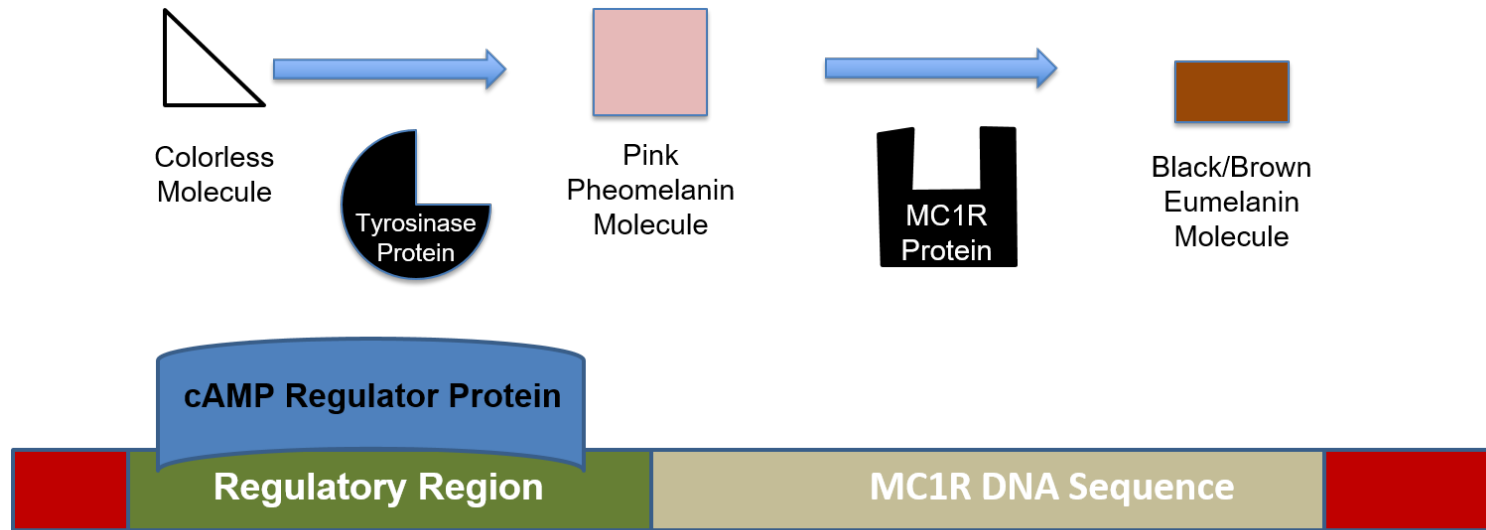 Colorless
Molecule
Tyrosinase
Protein
Pink
Pheomelanin
Molecule
MC1R
Protein
Black/Brown
Eumelanin
Molecule
cAMP Regulator Protein
Regulatory Region
MC1R DNA Sequence